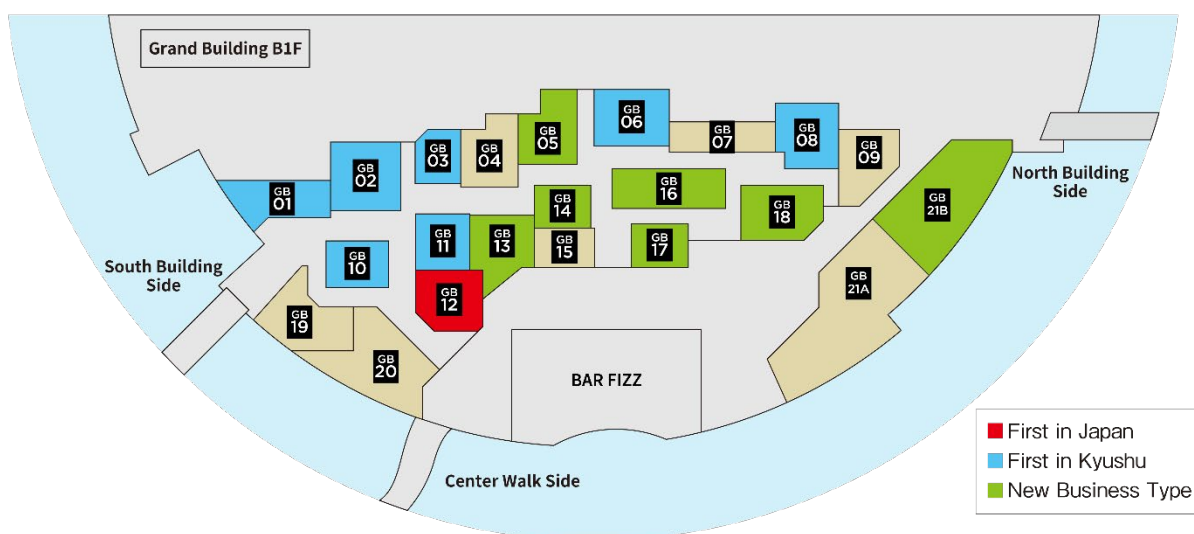 Grand Building B1F
GB
01
GB
02
GB
03
GB
04
GB
05
GB
06
GB
07
GB
08
GB
09
GB
10
GB
11
GB
12
GB
13
GB
14
GB
15
GB
16
GB
17
GB
18
GB
19
GB
20
GB
21A
GB
21B
North Building
Side
South Building
Side
BAR FIZZ
Center Walk Side
First in Japan
First in Kyushu
New Business Type